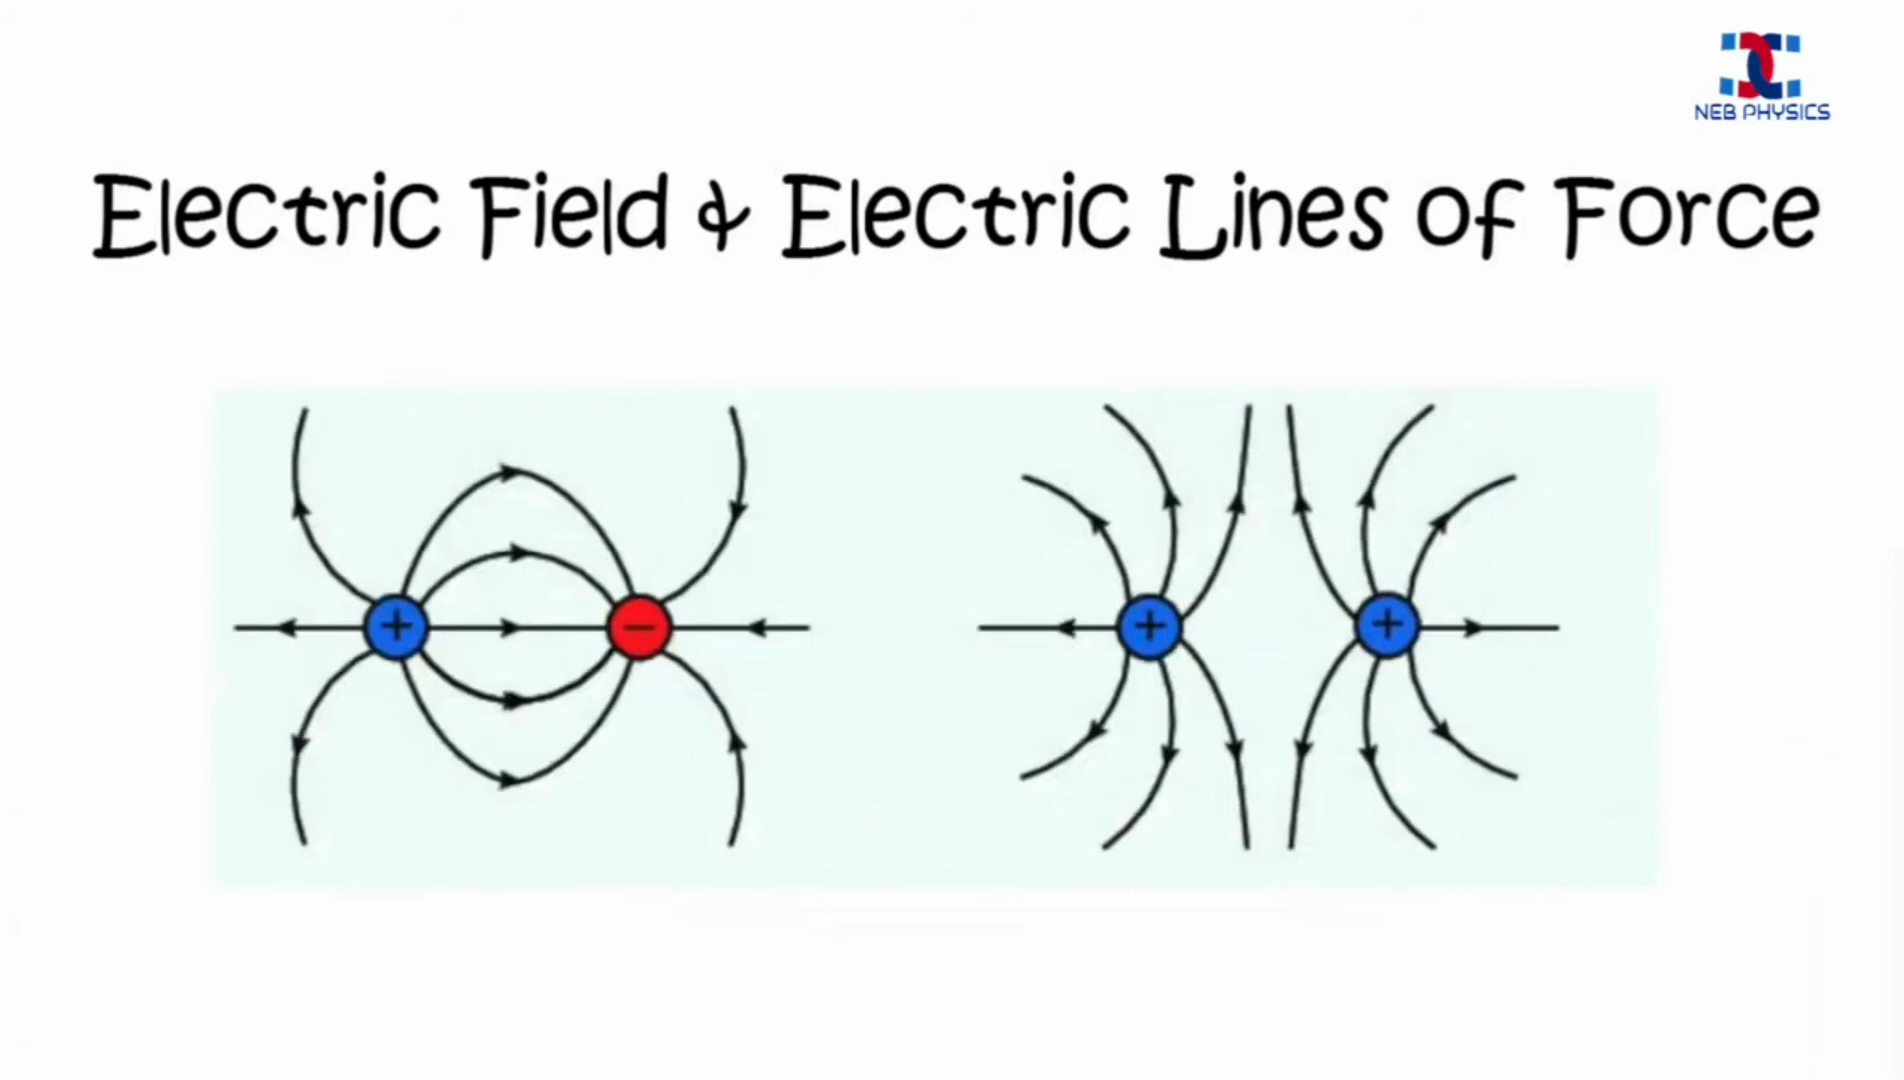 NEB PHYSICS
Electric Field & Electric Lines of Force
+ −
+ +